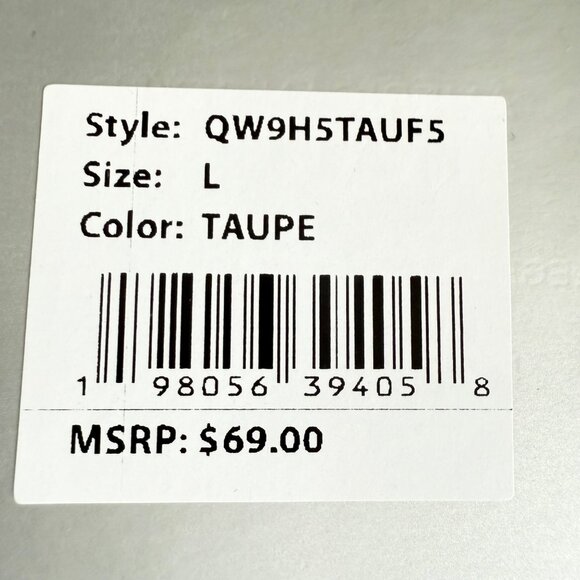 Style: QW9H5TAUF5
Size: L
Color: TAUPE
1 98056 39405 8
MSRP: $69.00